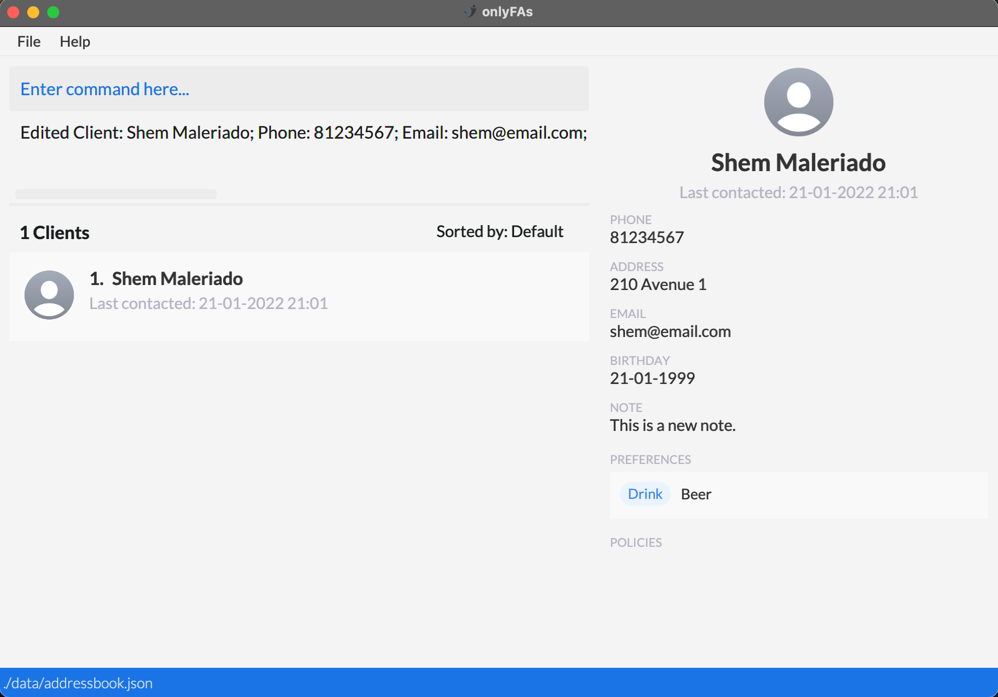 onlyFAs
File Help
Enter command here...
Edited Client: Shem Maleriado; Phone: 81234567; Email: shem@email.com;
1 Clients
Sorted by: Default
1. Shem Maleriado
Last contacted: 21-01-2022 21:01
Shem Maleriado
Last contacted: 21-01-2022 21:01
PHONE
81234567
ADDRESS
210 Avenue 1
EMAIL
shem@email.com
BIRTHDAY
21-01-1999
NOTE
This is a new note.
PREFERENCES
Drink Beer
POLICIES
./data/addressbook.json